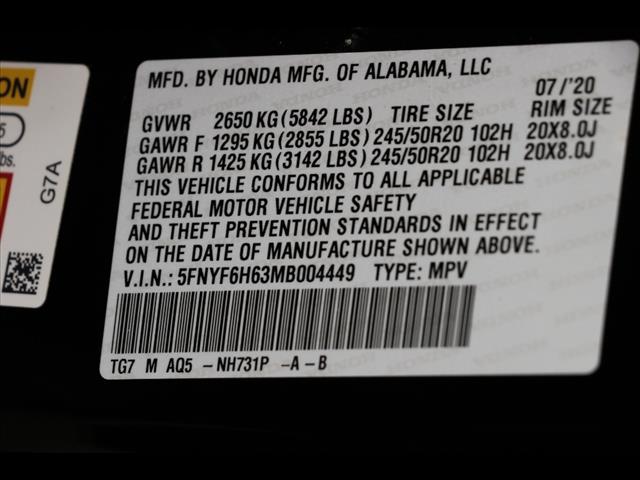 MFD. BY HONDA MFG. OF ALABAMA, LLC
07/'20
GVWR 2650 KG (5842 LBS) TIRE SIZE RIM SIZE
GAWR F 1295 KG (2855 LBS) 245/50R20 102H 20X8.0J
GAWR R 1425 KG (3142 LBS) 245/50R20 102H 20X8.0J
THIS VEHICLE CONFORMS TO ALL APPLICABLE
FEDERAL MOTOR VEHICLE SAFETY
AND THEFT PREVENTION STANDARDS IN EFFECT
ON THE DATE OF MANUFACTURE SHOWN ABOVE.
V.I.N.: 5FNYF6H63MB004449 TYPE: MPV
TG7 M AQ5 -NH731P -A-B
ON
5
bs.
G7A